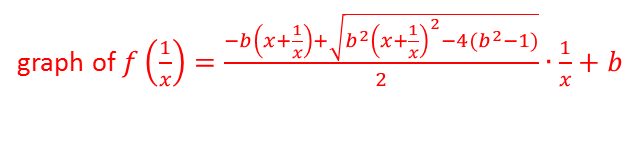 graph of f(1/x) = (-b(x+1/x)+√(b²(x+1/x)²-4(b²-1)))/2 · 1/x + b